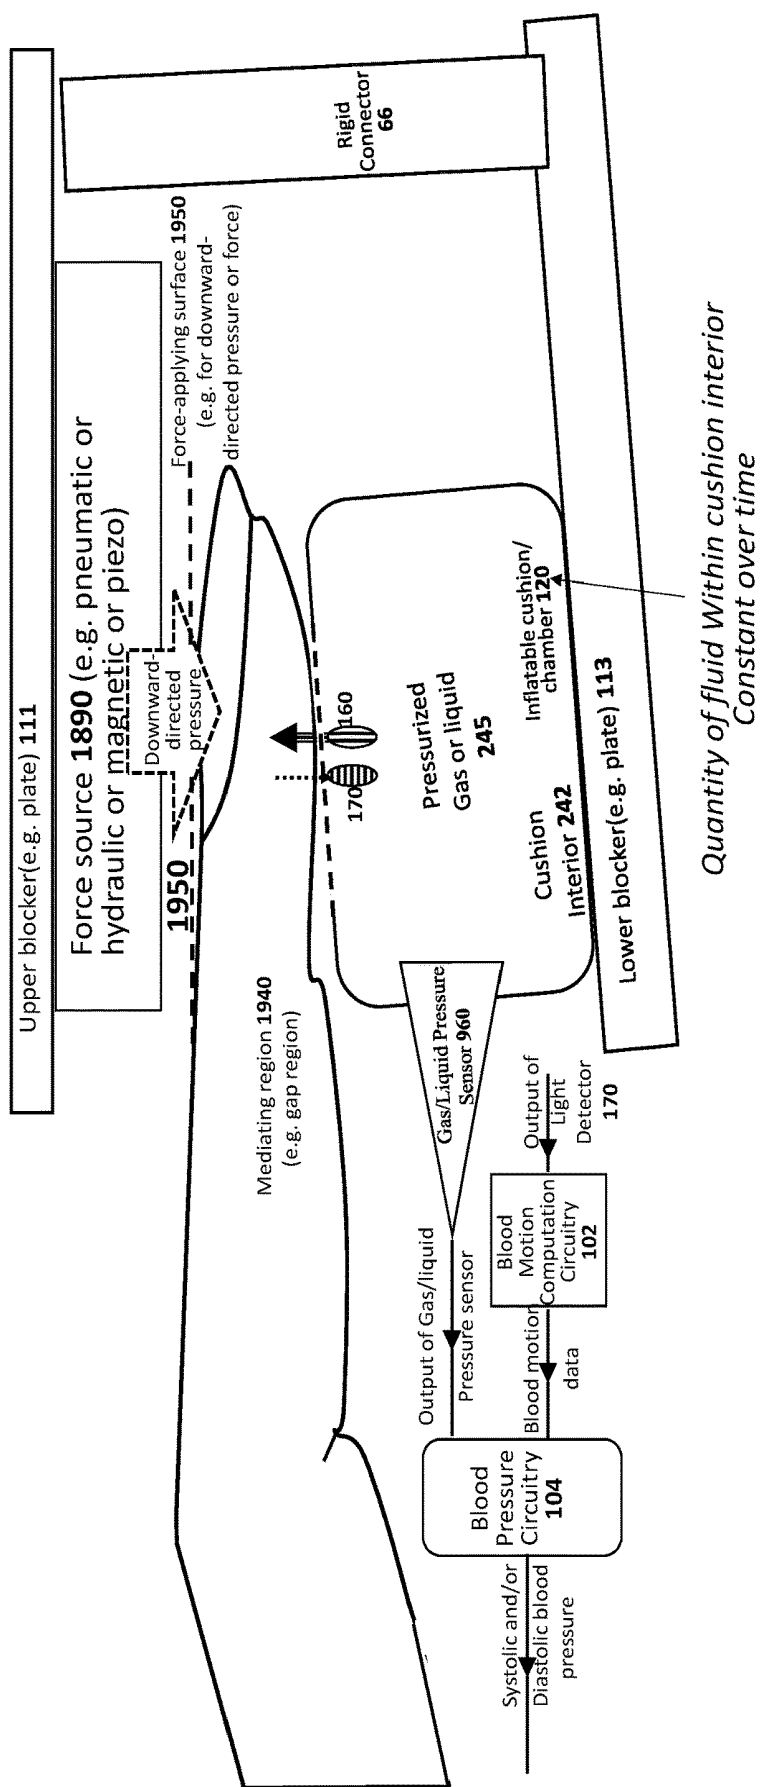 Upper blocker(e.g. plate) 111
Force source 1890 (e.g. pneumatic or
hydraulic or magnetic or piezo)
Downward-
directed
pressure
1950
Force-applying surface 1950
(e.g. for downward-
directed pressure or force)
Rigid
Connector
66
Mediating region 1940
(e.g. gap region)
170
160
Pressurized
Gas or liquid
245
Inflatable cushion/
chamber 120
Cushion
Interior 242
Lower blocker(e.g. plate) 113
Gas/Liquid Pressure
Sensor 960
Output of Gas/liquid
Pressure sensor
Output of
Light
Detector
170
Blood
Motion
Computation
Circuitry
102
Blood motion
data
Blood
Pressure
Circuitry
104
Systolic and/or
Diastolic blood
pressure
Quantity of fluid Within cushion interior
Constant over time